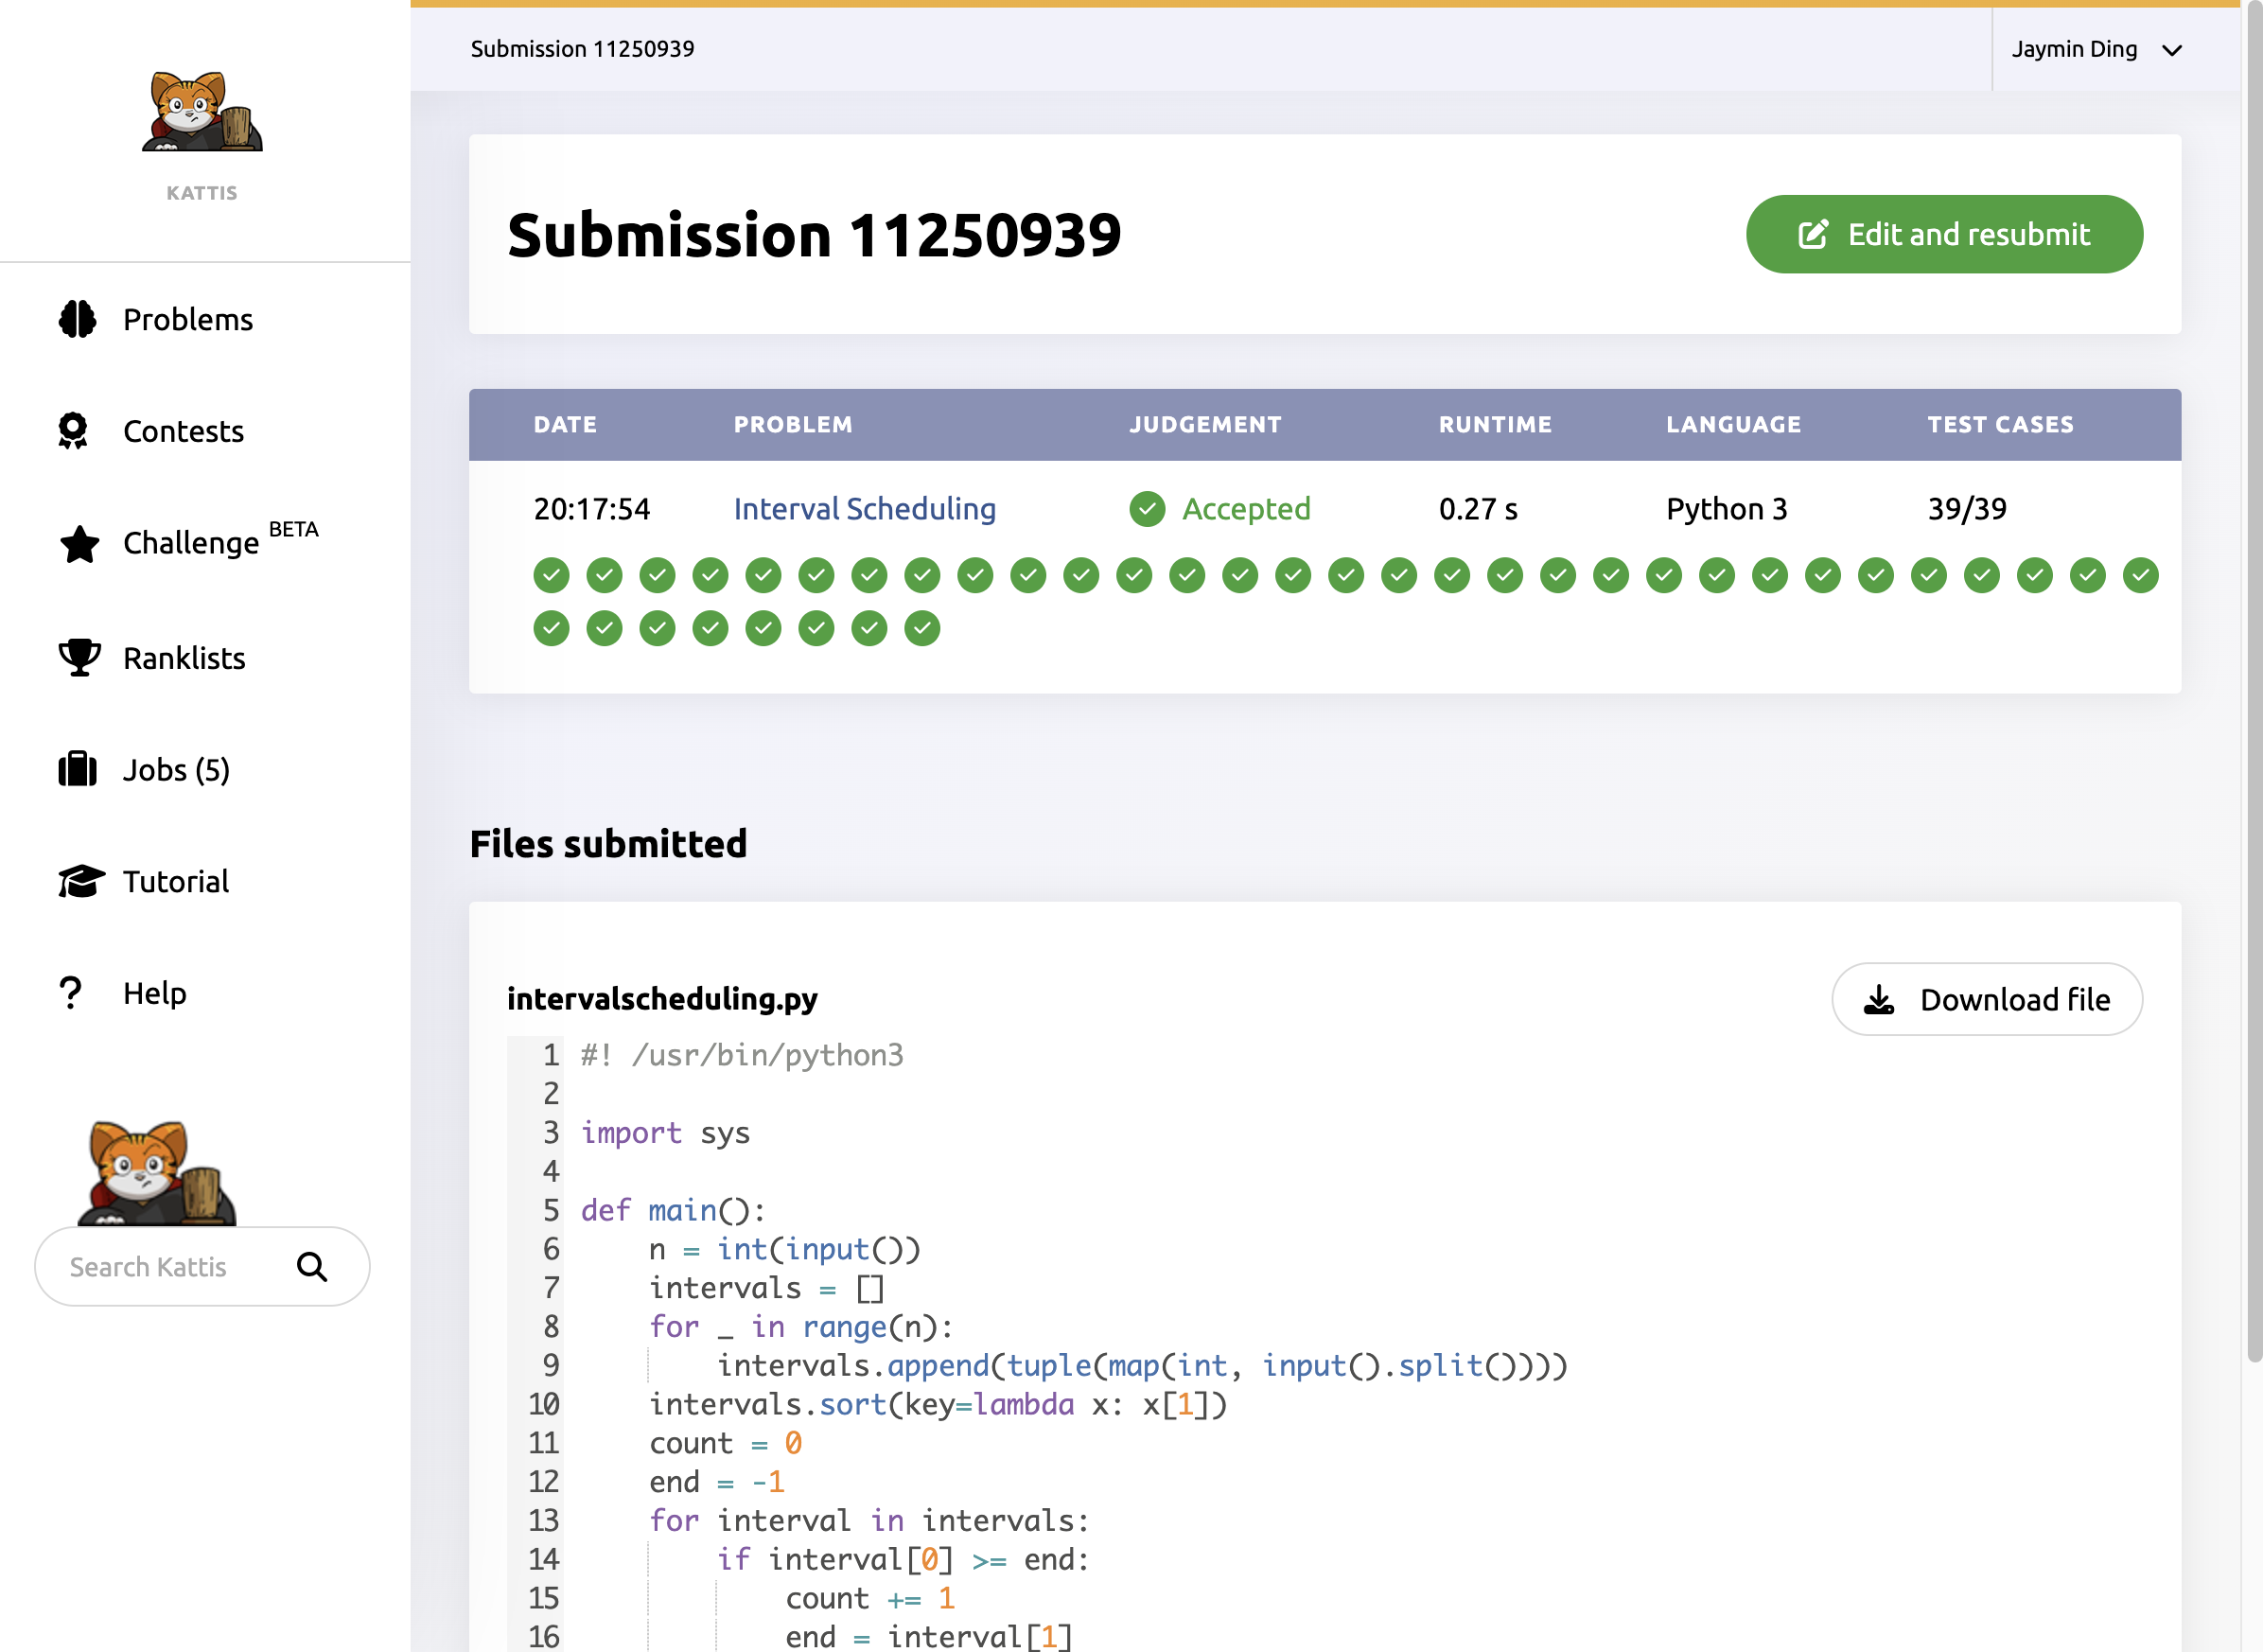 KATTIS
Problems
Contests
Challenge BETA
Ranklists
Jobs (5)
Tutorial
Help
Search Kattis
Submission 11250939
Jaymin Ding
Submission 11250939
Edit and resubmit
DATE PROBLEM JUDGEMENT RUNTIME LANGUAGE TEST CASES
20:17:54 Interval Scheduling Accepted 0.27 s Python 3 39/39
Files submitted
intervalscheduling.py
Download file
1 #! /usr/bin/python3
2
3 import sys
4
5 def main():
6     n = int(input())
7     intervals = []
8     for _ in range(n):
9         intervals.append(tuple(map(int, input().split())))
10     intervals.sort(key=lambda x: x[1])
11     count = 0
12     end = -1
13     for interval in intervals:
14         if interval[0] >= end:
15             count += 1
16             end = interval[1]